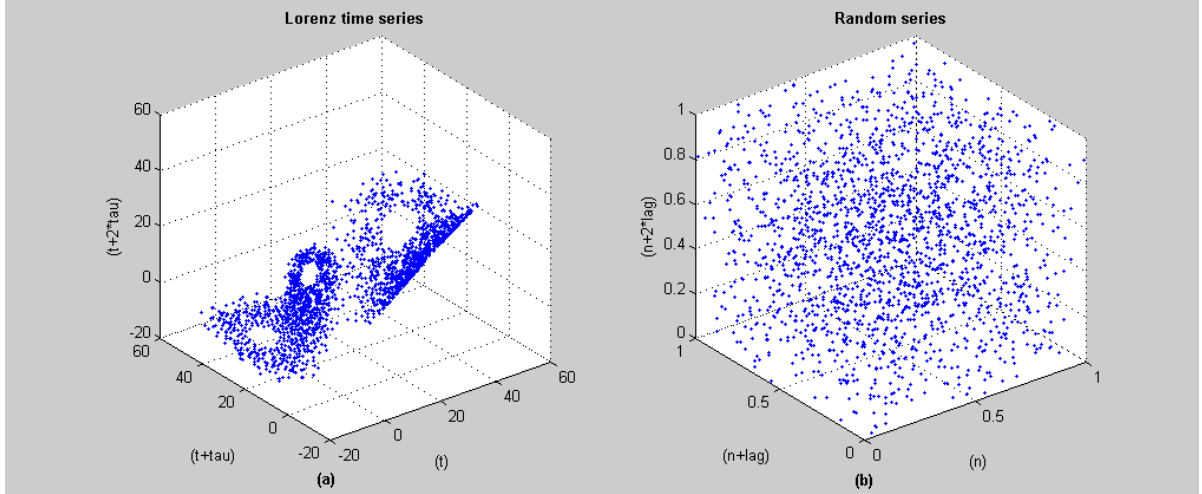 Lorenz time series
60
40
20
0
-20
(t+2*tau)
60
40
20
0
-20
(t+tau)
-20
0
20
40
60
(t)
(a)
Random series
1
0.8
0.6
0.4
0.2
0
(n+2*lag)
1
0.5
0
(n+lag)
0
0.5
1
(n)
(b)